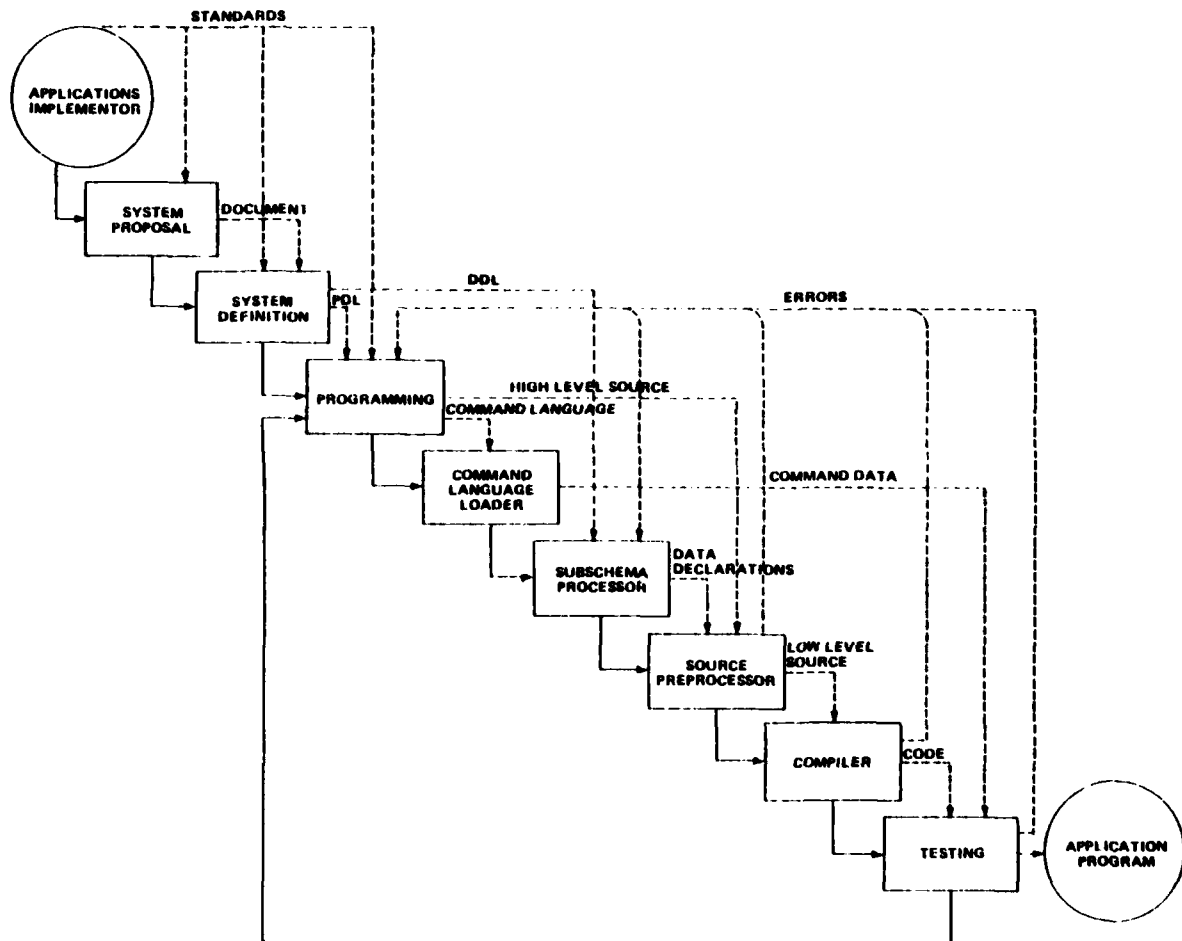 STANDARDS
APPLICATIONS
IMPLEMENTOR
SYSTEM
PROPOSAL
DOCUMENT
SYSTEM
DEFINITION
PDL
DDL
ERRORS
PROGRAMMING
HIGH LEVEL SOURCE
COMMAND LANGUAGE
COMMAND
LANGUAGE
LOADER
COMMAND DATA
SUBSCHEMA
PROCESSOR
DATA
DECLARATIONS
SOURCE
PREPROCESSOR
LOW LEVEL
SOURCE
COMPILER
CODE
TESTING
APPLICATION
PROGRAM